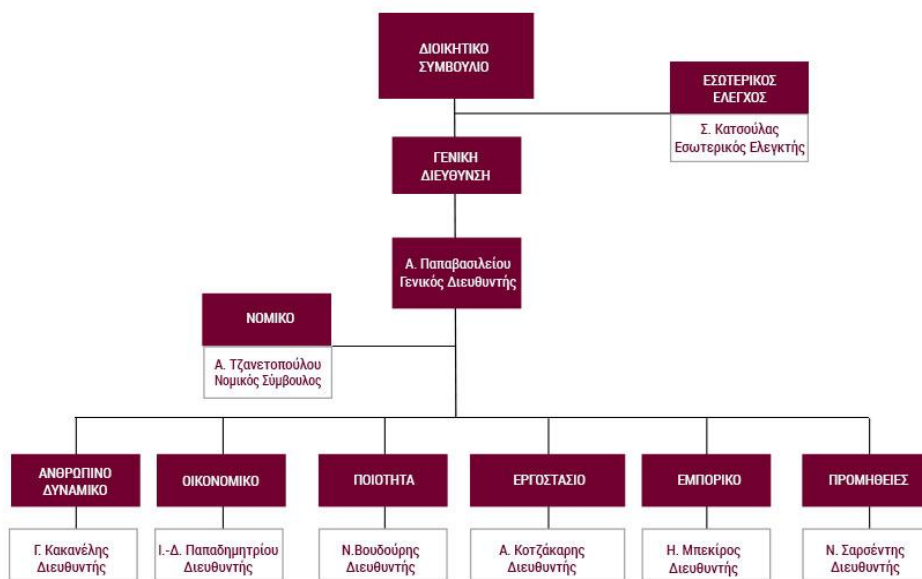 ΔΙΟΙΚΗΤΙΚΟ
ΣΥΜΒΟΥΛΙΟ
ΕΣΩΤΕΡΙΚΟΣ
ΕΛΕΓΧΟΣ
Σ. Κατσούλας
Εσωτερικός Ελεγκτής
ΓΕΝΙΚΗ
ΔΙΕΥΘΥΝΣΗ
Α. Παπαβασιλείου
Γενικός Διευθυντής
ΝΟΜΙΚΟ
Α. Τζανετοπούλου
Νομικός Σύμβουλος
ΑΝΘΡΩΠΙΝΟ
ΔΥΝΑΜΙΚΟ
Γ. Κακανέλης
Διευθυντής
ΟΙΚΟΝΟΜΙΚΟ
Ι.-Δ. Παπαδημητρίου
Διευθυντής
ΠΟΙΟΤΗΤΑ
Ν.Βουδούρης
Διευθυντής
ΕΡΓΟΣΤΑΣΙΟ
Α. Κοτζάκαρης
Διευθυντής
ΕΜΠΟΡΙΚΟ
Η. Μπεκίρος
Διευθυντής
ΠΡΟΜΗΘΕΙΕΣ
Ν. Σαρσέντης
Διευθυντής